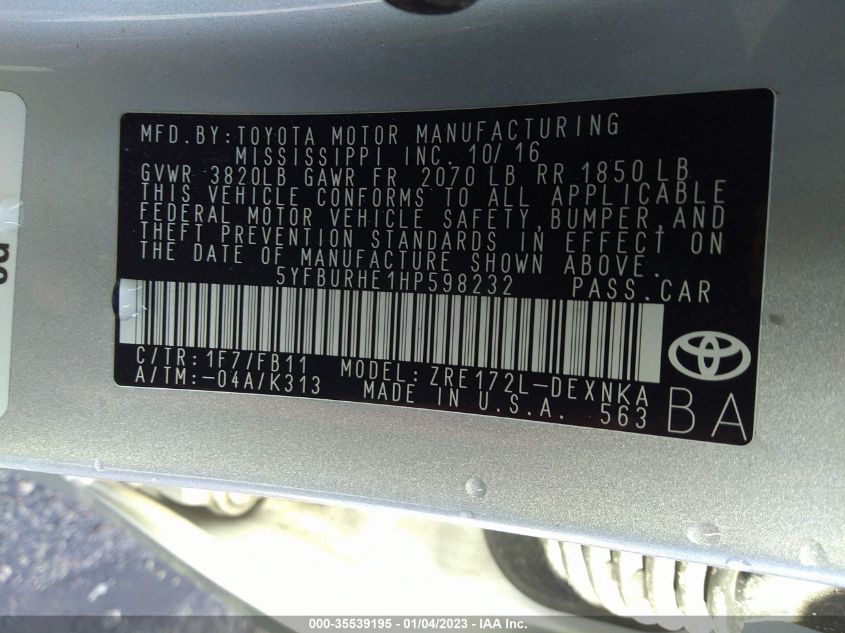 MFD.BY:TOYOTA MOTOR MANUFACTURING
MISSISSIPPI INC. 10/16
GVWR 3820LB GAWR FR 2070 LB RR 1850 LB
THIS VEHICLE CONFORMS TO ALL APPLICABLE
FEDERAL MOTOR VEHICLE SAFETY,BUMPER,AND
THEFT PREVENTION STANDARDS IN EFFECT ON
THE DATE OF MANUFACTURE SHOWN ABOVE.
5YFBURHE1HP598232 PASS.CAR
C/TR:1F7/FB11 MODEL:ZRE172L-DEXNKA
A/TM:-04A/K313 MADE IN U.S.A. 563
BA
000-35539195 - 01/04/2023 - IAA Inc.